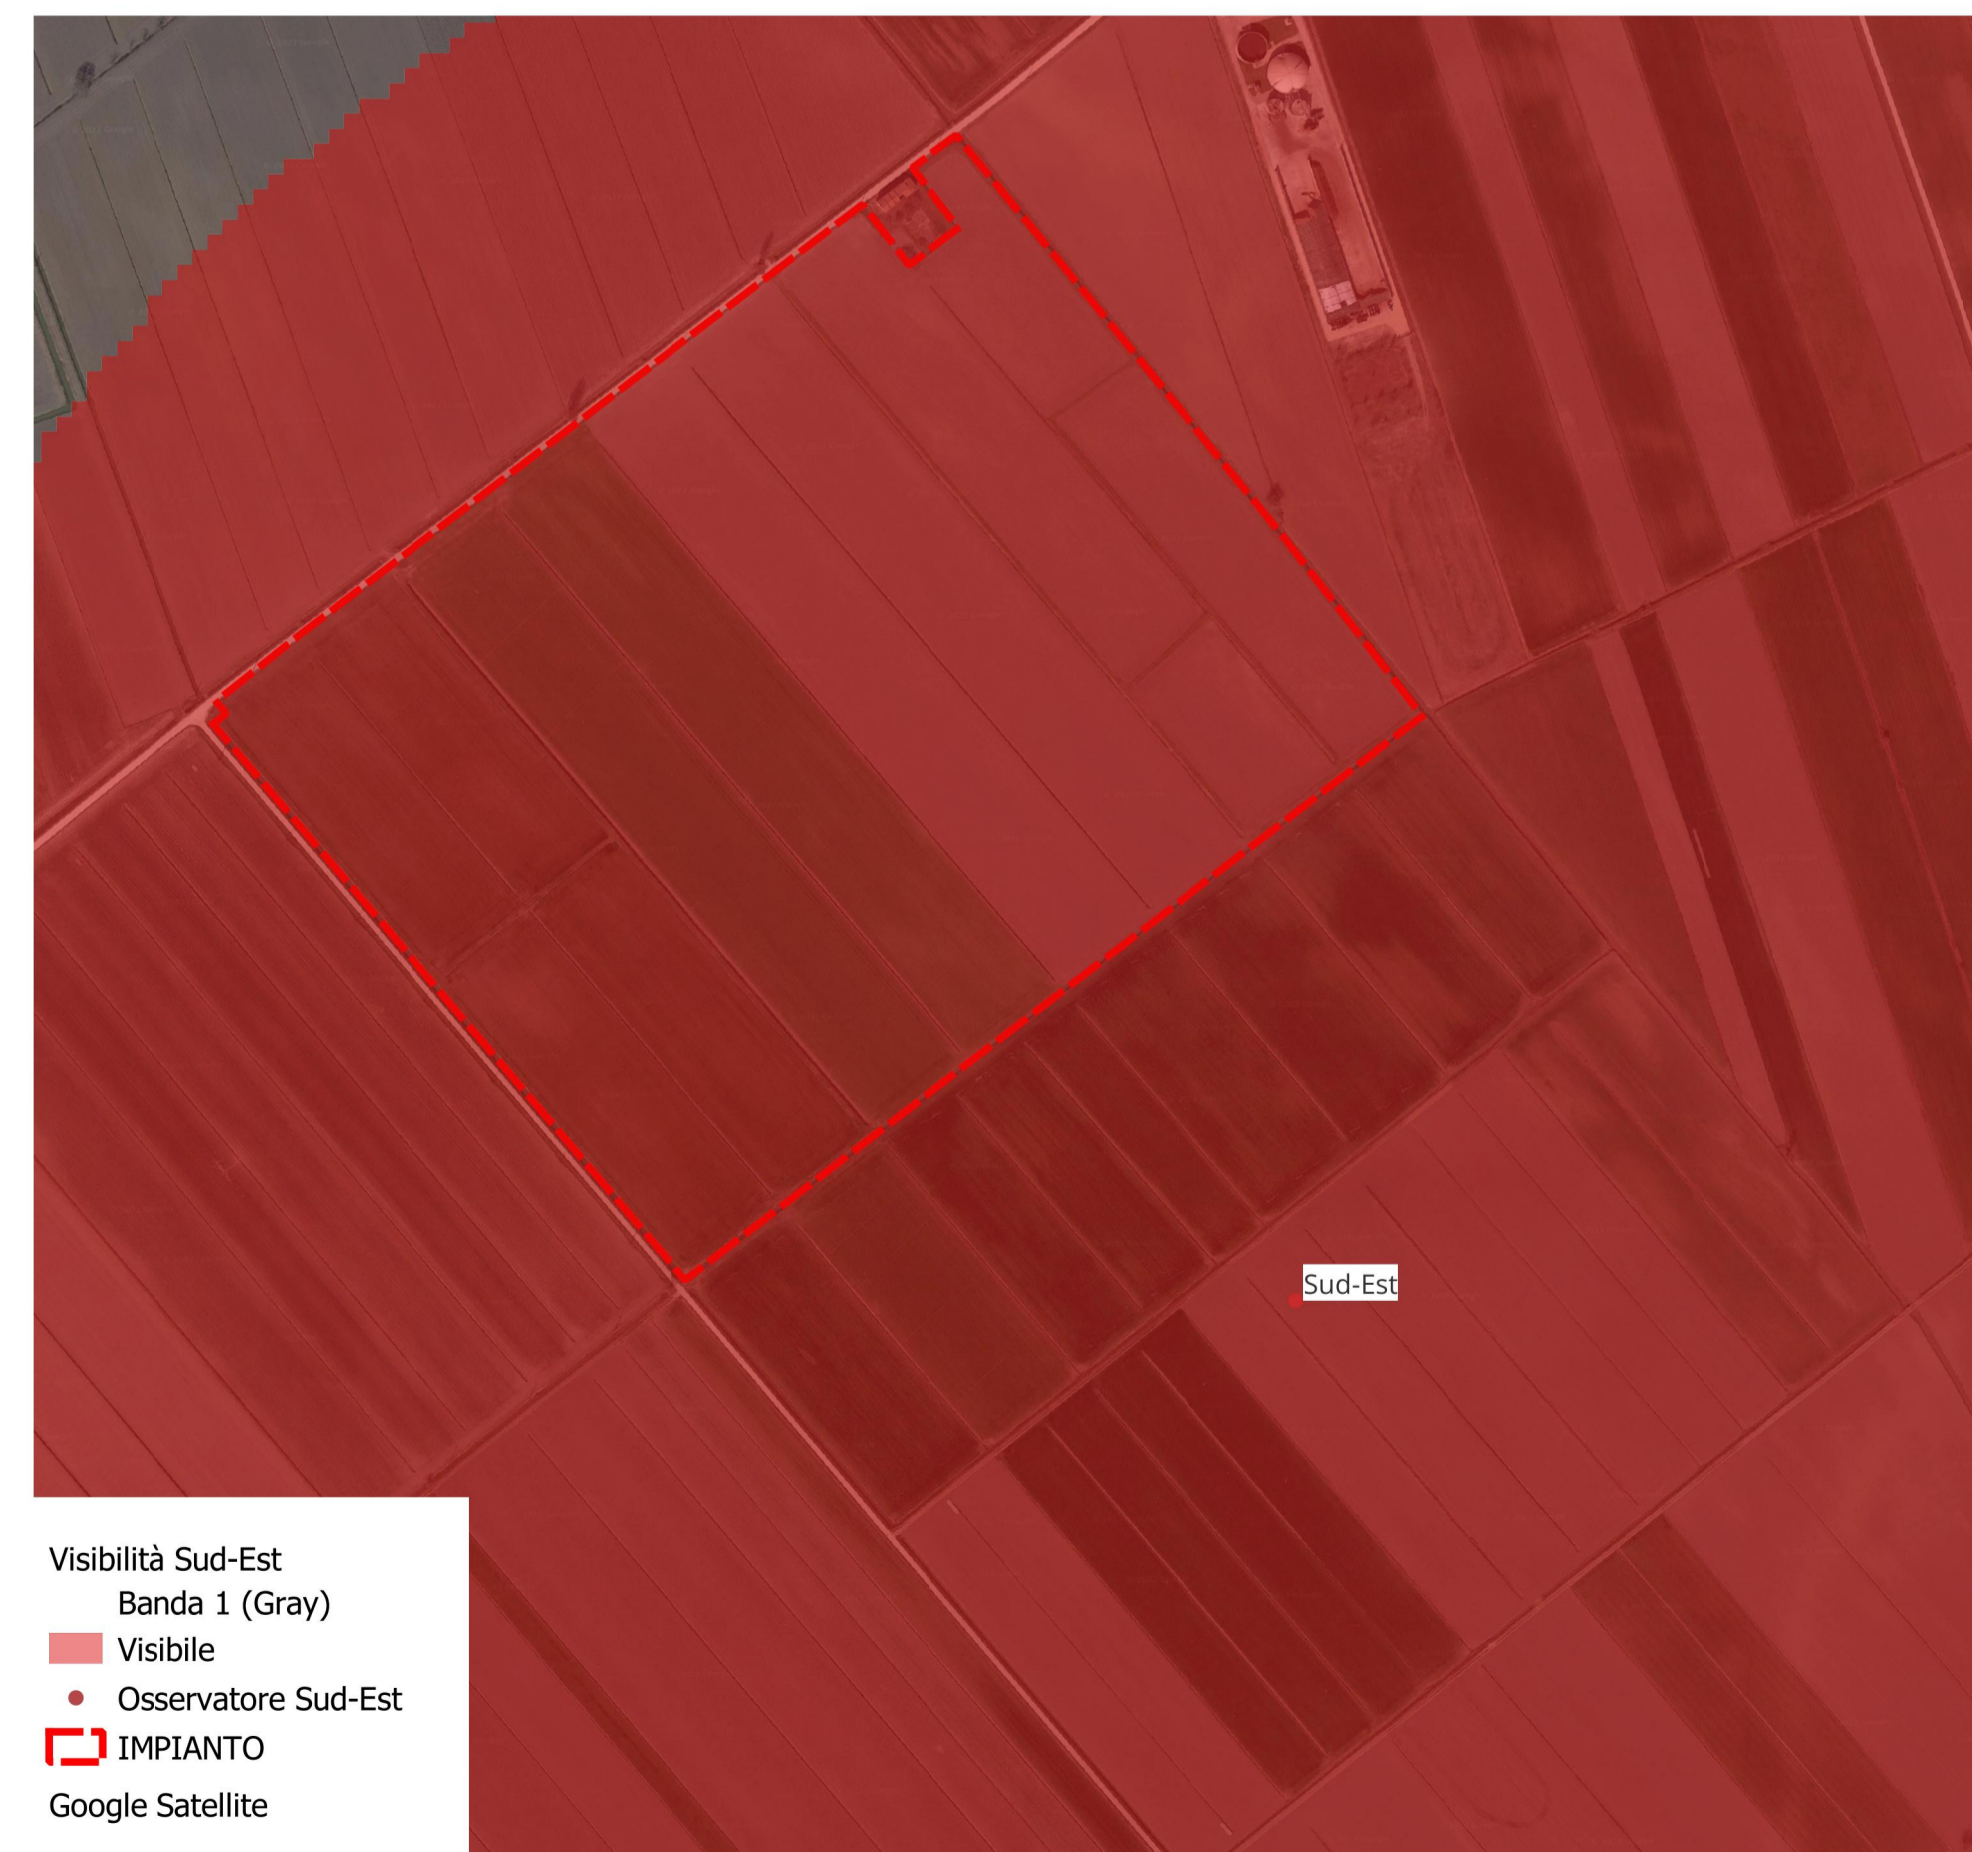 Sud-Est
Visibilità Sud-Est
Banda 1 (Gray)
Visibile
Osservatore Sud-Est
IMPIANTO
Google Satellite